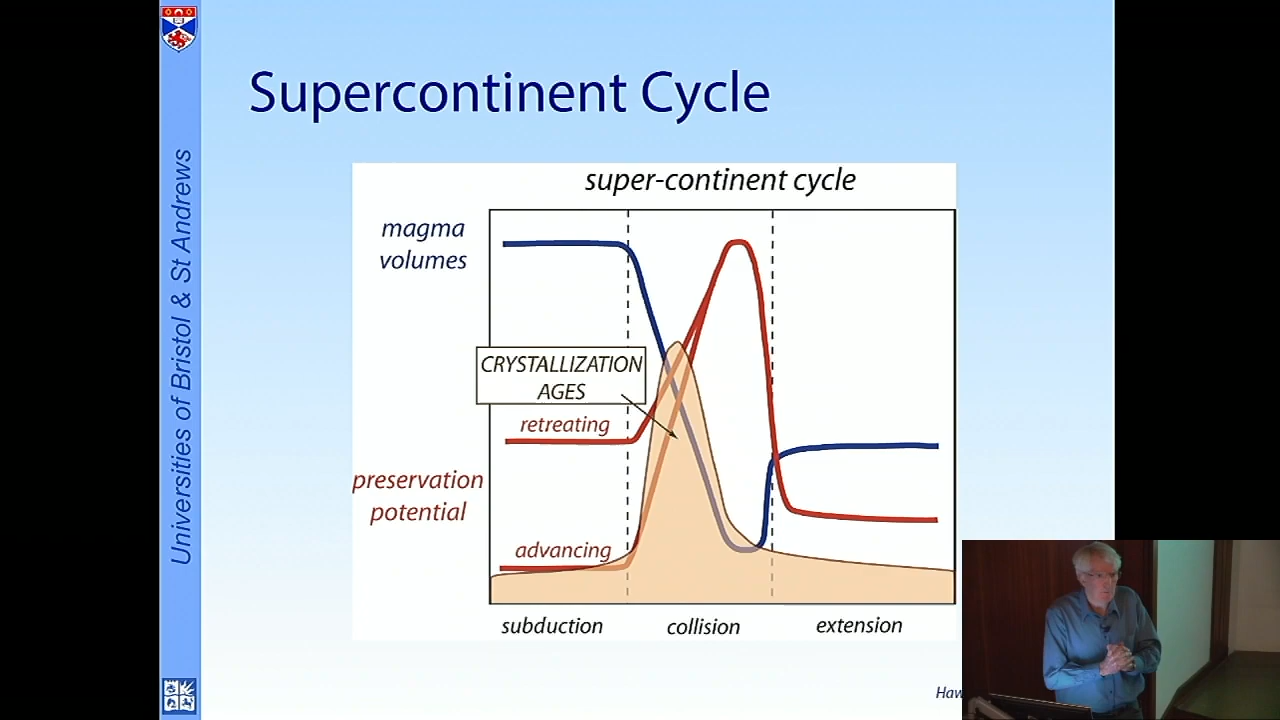 Universities of Bristol & St Andrews
Supercontinent Cycle
super-continent cycle
magma
volumes
CRYSTALLIZATION
AGES
retreating
preservation
potential
advancing
subduction
collision
extension